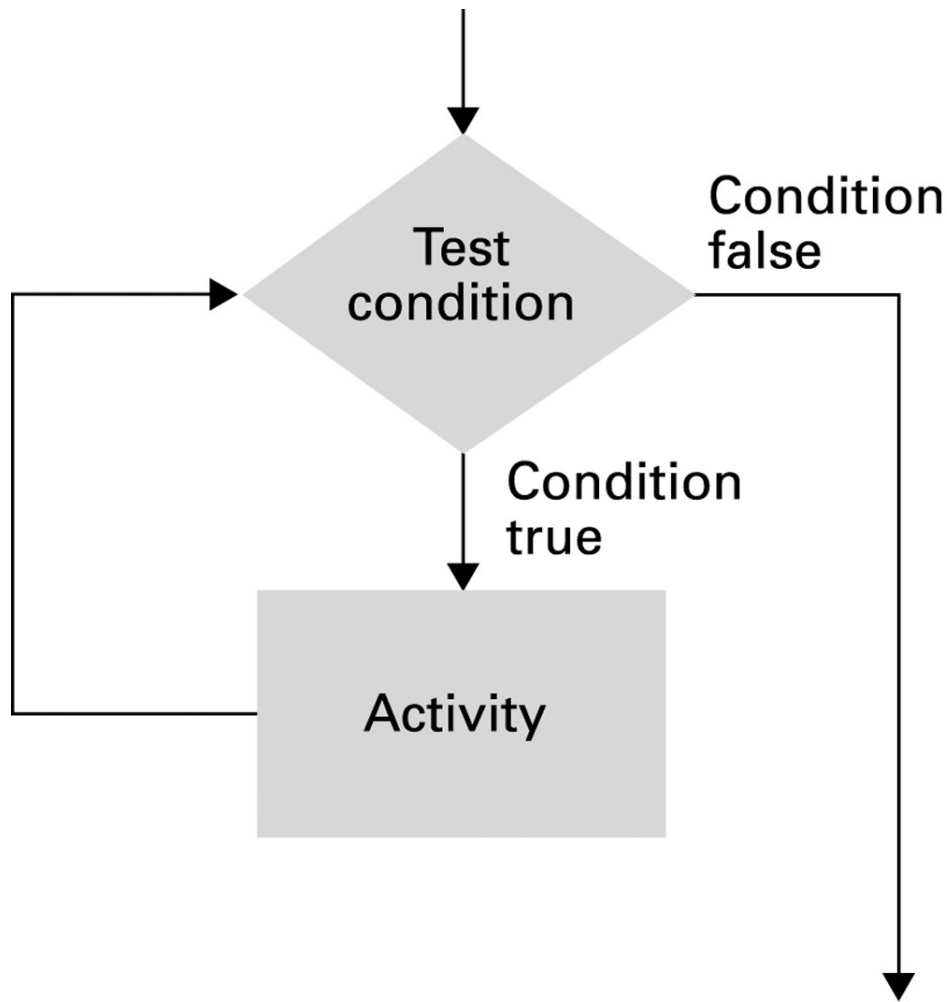 Test
condition
Condition
false
Condition
true
Activity